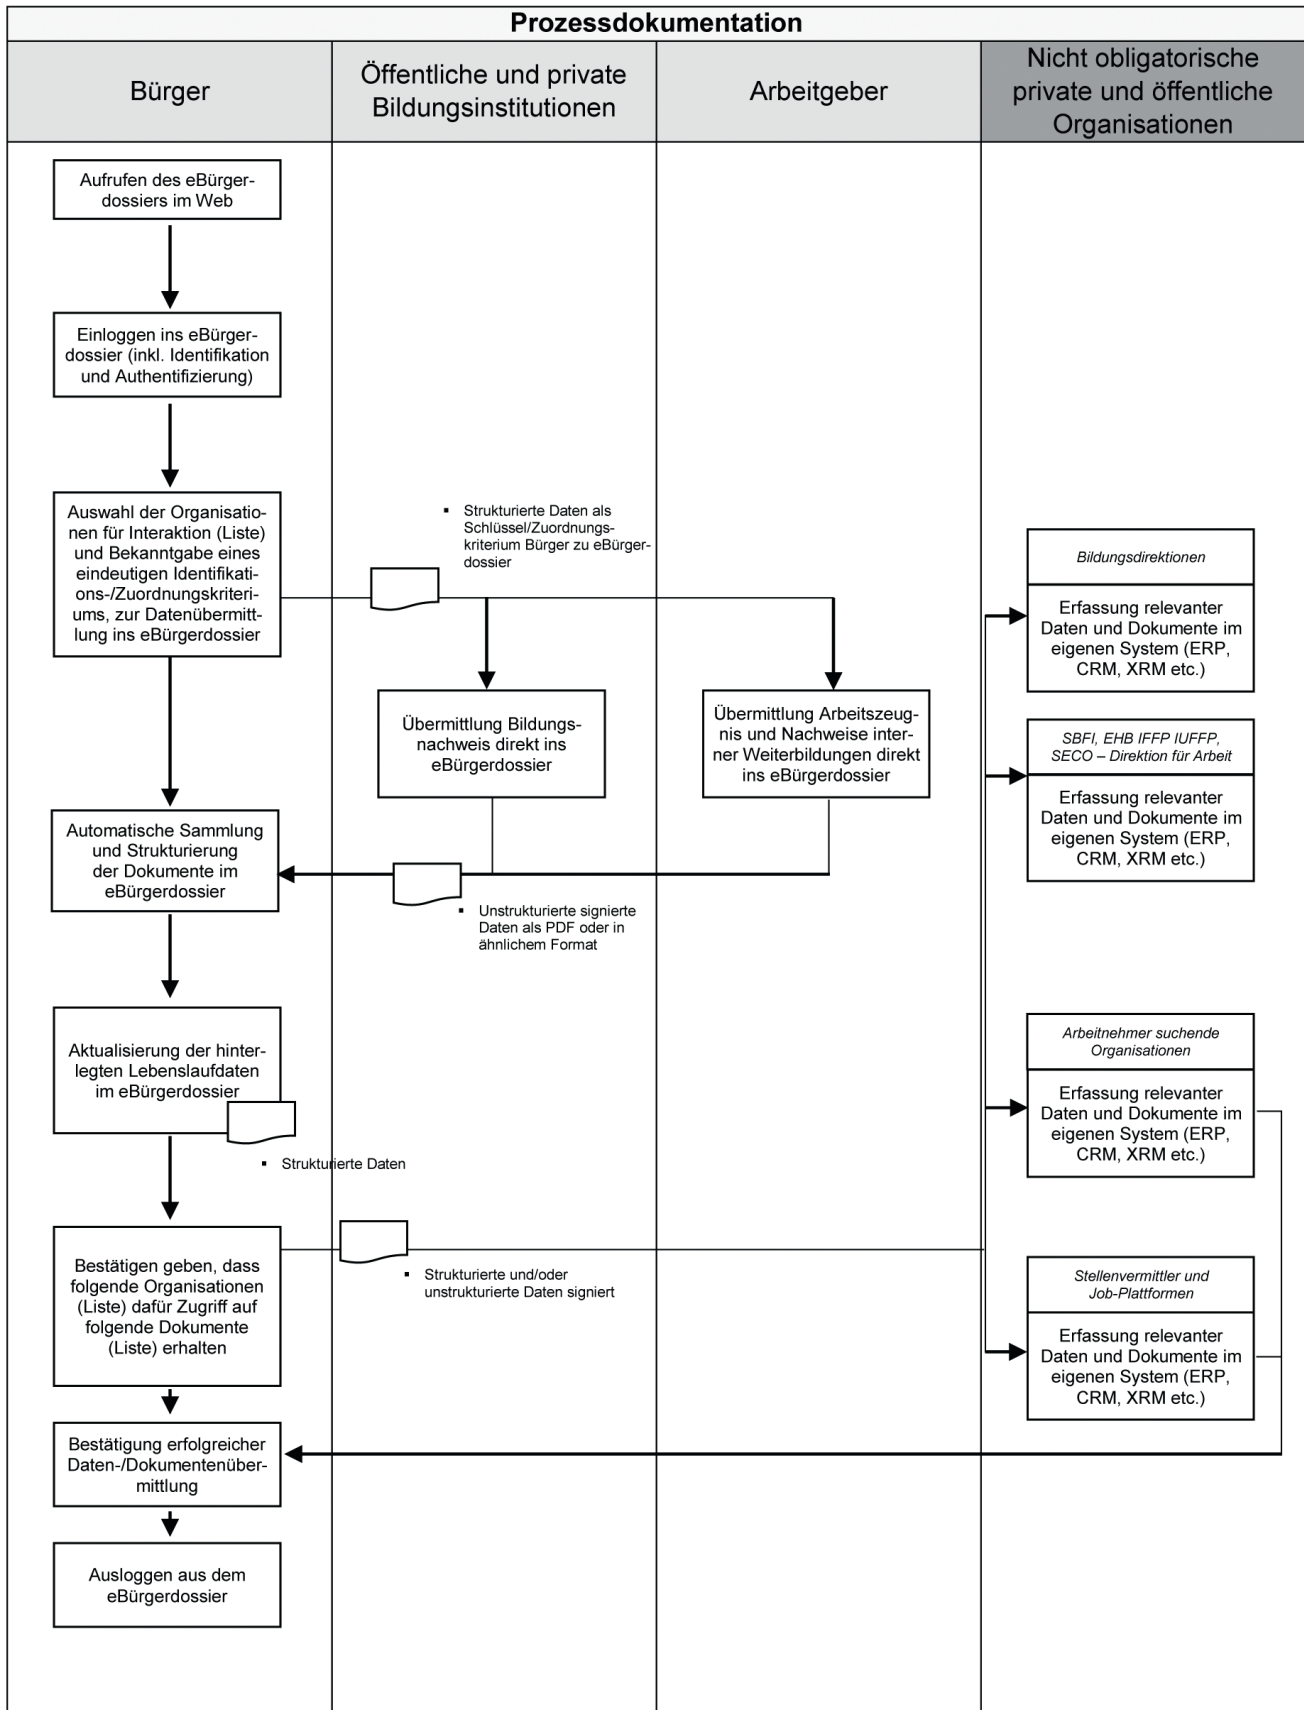 Prozessdokumentation
Bürger
Öffentliche und private
Bildungsinstitutionen
Arbeitgeber
Nicht obligatorische
private und öffentliche
Organisationen
Aufrufen des eBürger-
dossiers im Web
Einloggen ins eBürger-
dossier (inkl. Identifikation
und Authentifizierung)
Auswahl der Organisatio-
nen für Interaktion (Liste)
und Bekanntgabe eines
eindeutigen Identifikati-
ons-/Zuordnungskriteri-
ums, zur Datenübermitt-
lung ins eBürgerdossier
▪ Strukturierte Daten als
Schlüssel/Zuordnungs-
kriterium Bürger zu eBürger-
dossier
Übermittlung Bildungs-
nachweis direkt ins
eBürgerdossier
Übermittlung Arbeitszeug-
nis und Nachweise inter-
ner Weiterbildungen direkt
ins eBürgerdossier
Automatische Sammlung
und Strukturierung
der Dokumente im
eBürgerdossier
▪ Unstrukturierte signierte
Daten als PDF oder in
ähnlichem Format
Aktualisierung der hinter-
legten Lebenslaufdaten
im eBürgerdossier
▪ Strukturierte Daten
Bestätigen geben, dass
folgende Organisationen
(Liste) dafür Zugriff auf
folgende Dokumente
(Liste) erhalten
▪ Strukturierte und/oder
unstrukturierte Daten signiert
Bestätigung erfolgreicher
Daten-/Dokumentenüber-
mittlung
Ausloggen aus dem
eBürgerdossier
Bildungsdirektionen
Erfassung relevanter
Daten und Dokumente im
eigenen System (ERP,
CRM, XRM etc.)
SBFI, EHB IFFP IUFFP,
SECO – Direktion für Arbeit
Erfassung relevanter
Daten und Dokumente im
eigenen System (ERP,
CRM, XRM etc.)
Arbeitnehmer suchende
Organisationen
Erfassung relevanter
Daten und Dokumente im
eigenen System (ERP,
CRM, XRM etc.)
Stellenvermittler und
Job-Plattformen
Erfassung relevanter
Daten und Dokumente im
eigenen System (ERP,
CRM, XRM etc.)